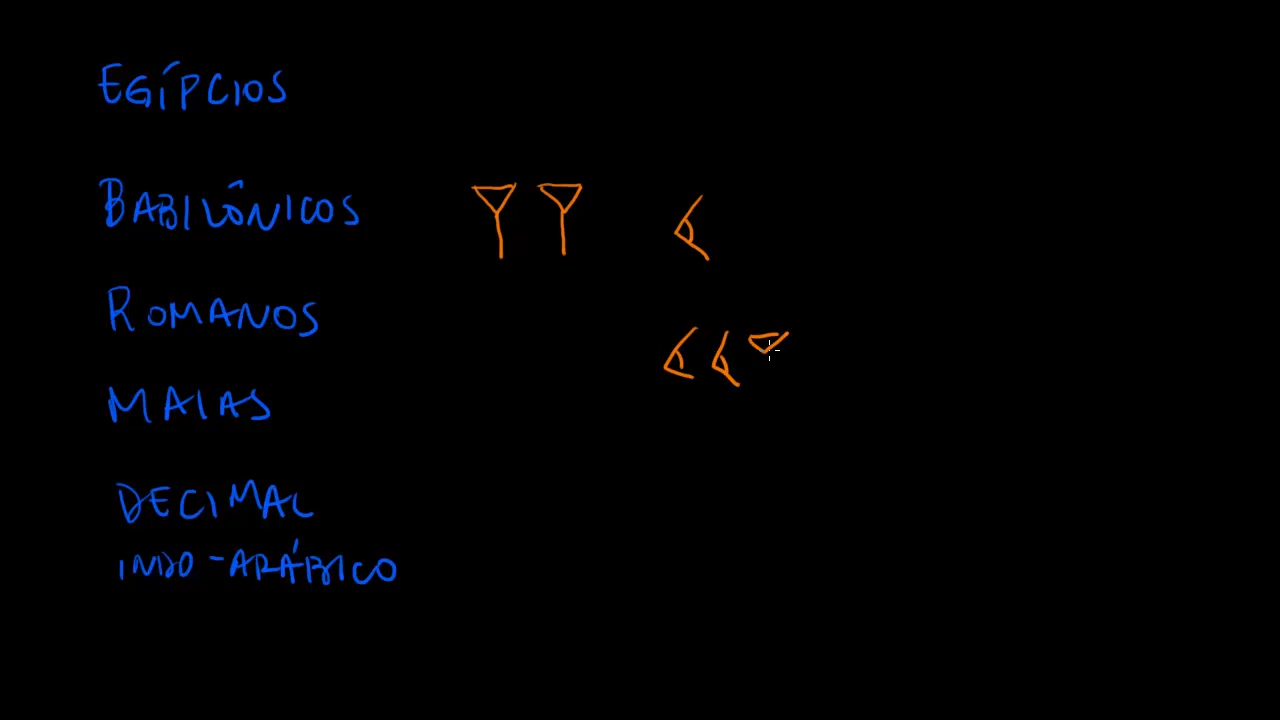 EGÍPCIOS
BABILÔNICOS
ROMANOS
MAIAS
DECIMAL
INDO-ARÁBICO